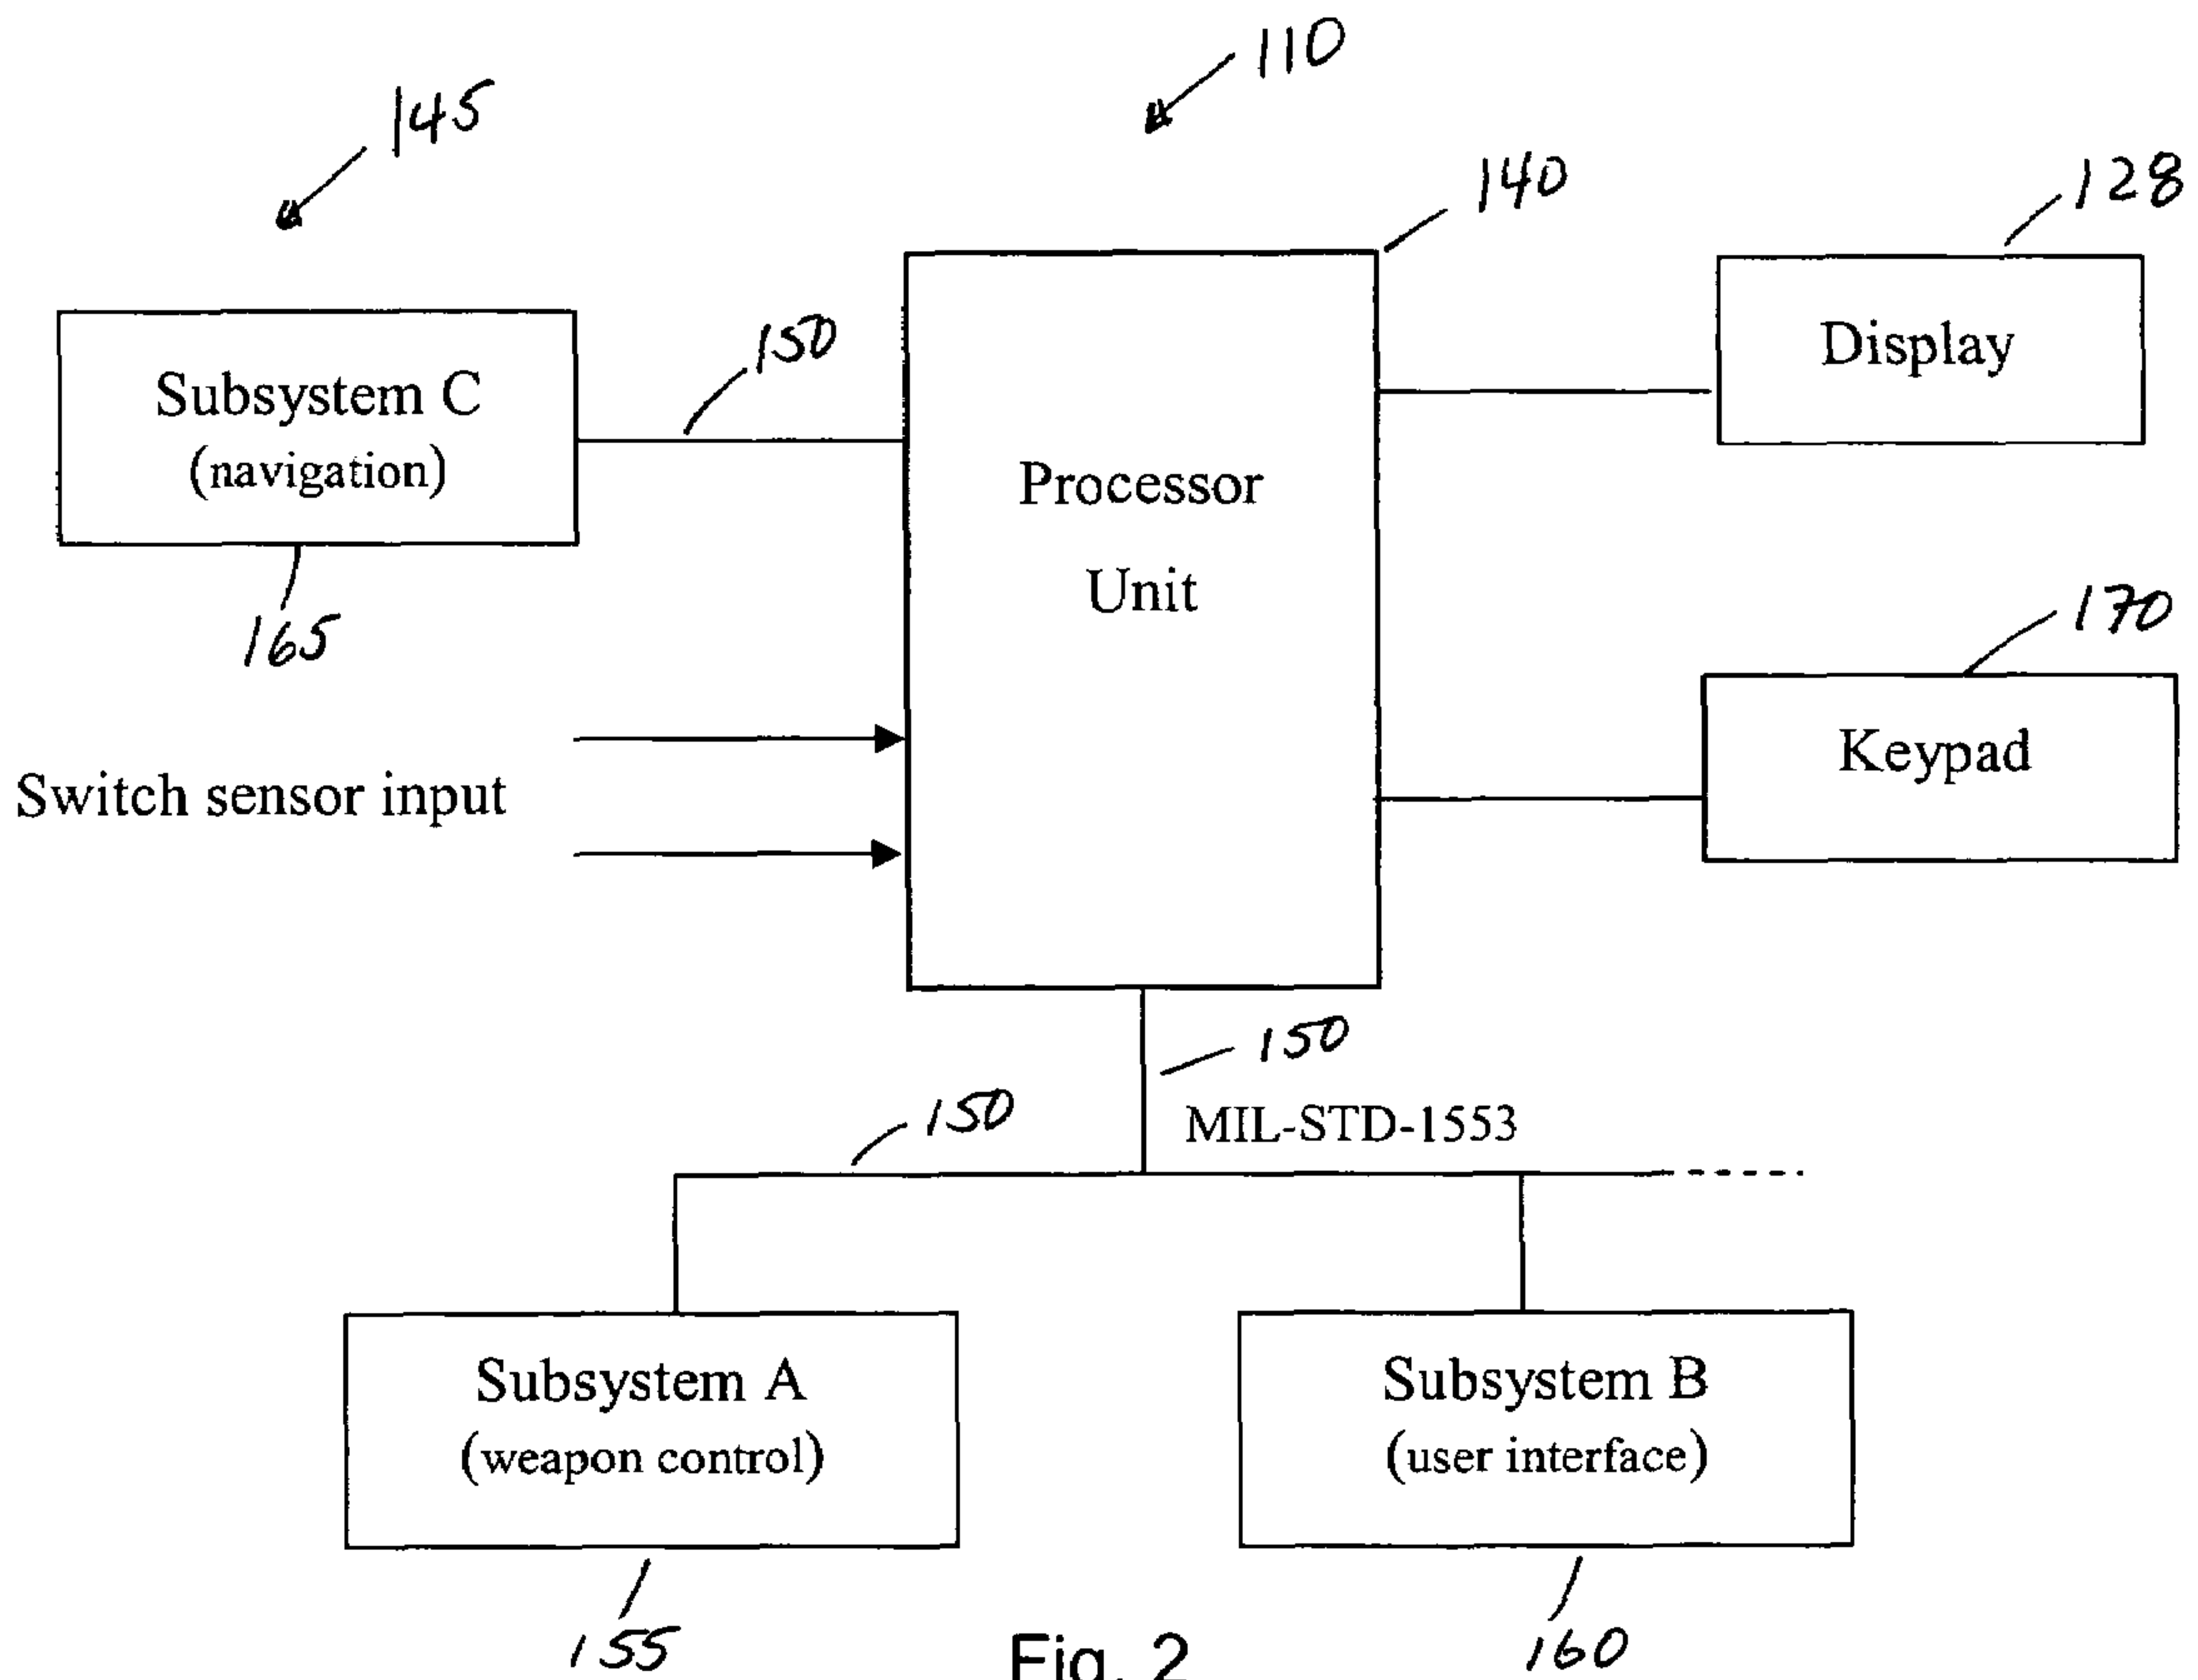 110
145
140
128
150
Display
Subsystem C
(navigation)
Processor
Unit
165
170
Keypad
Switch sensor input
150
150
MIL-STD-1553
Subsystem A
(weapon control)
Subsystem B
(user interface)
155
160
Fig. 2